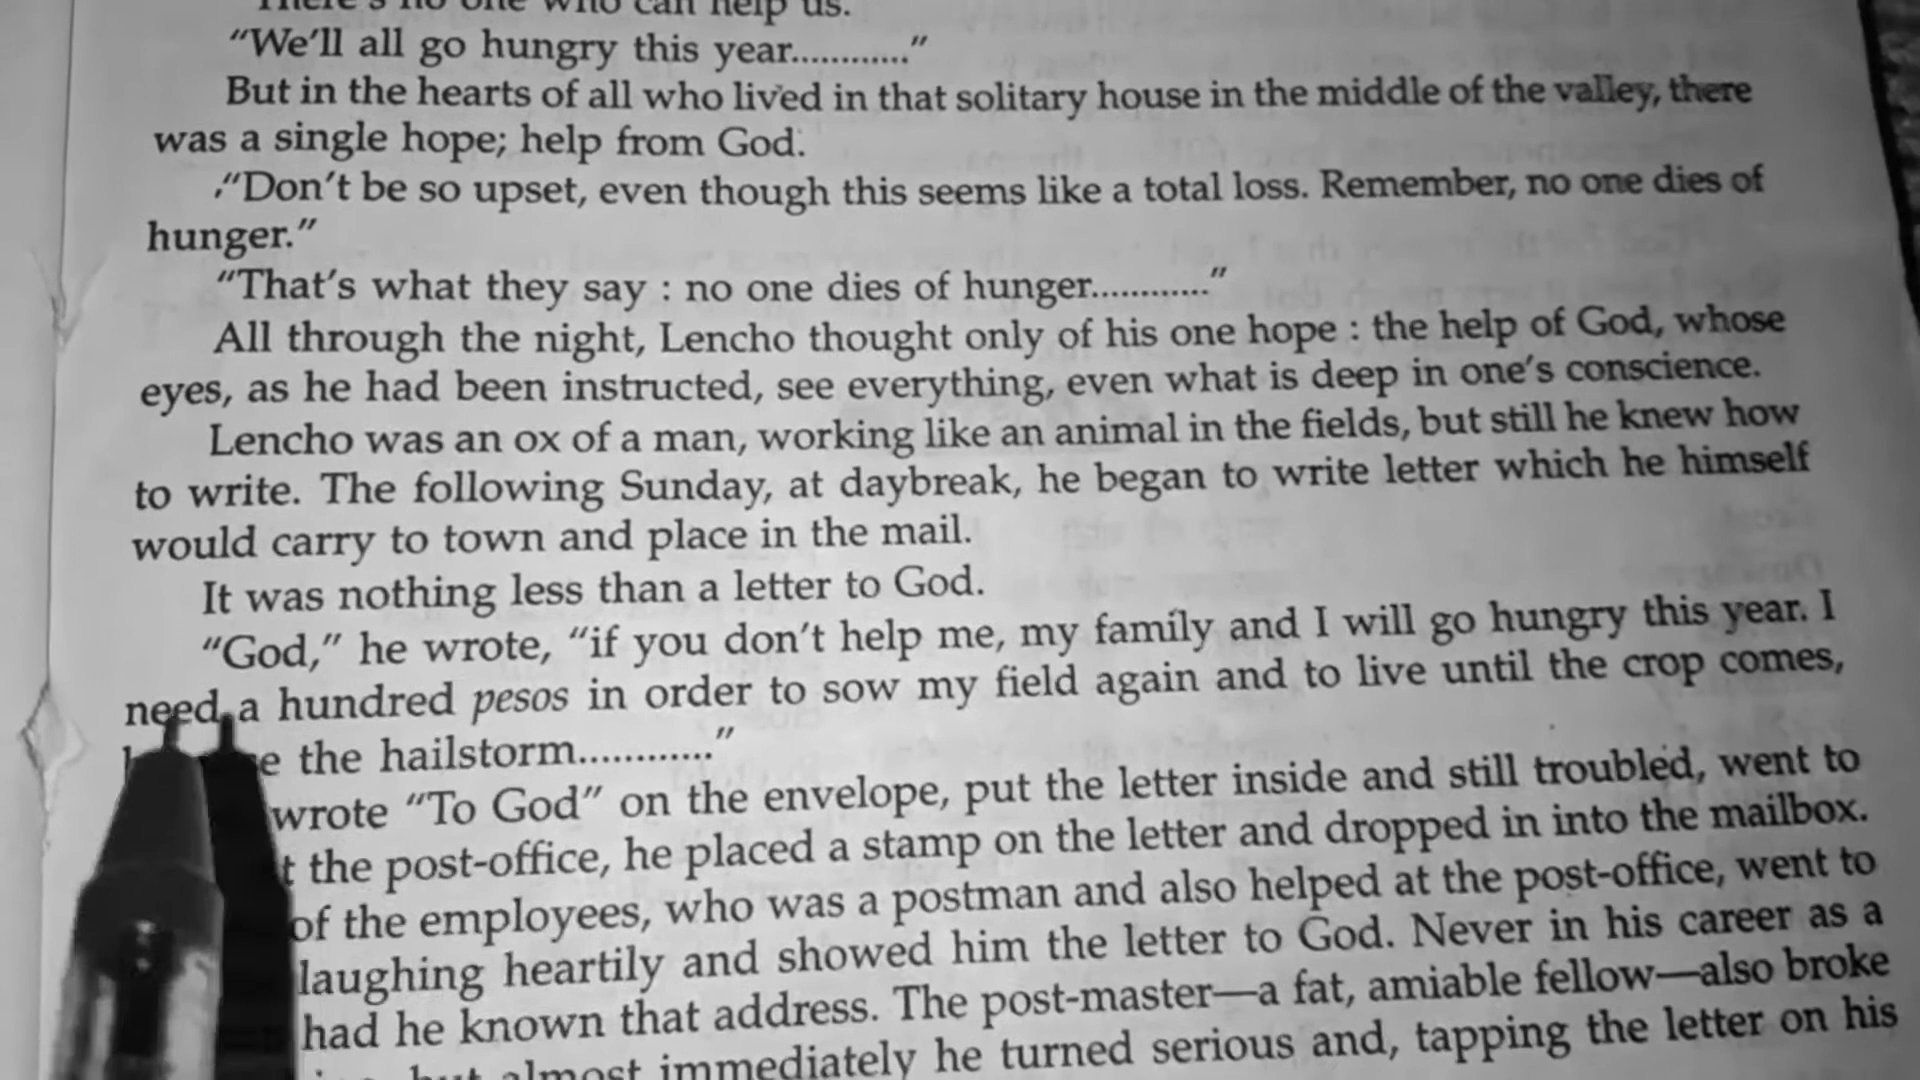 There's no one who can help us.
"We'll all go hungry this year............"
But in the hearts of all who lived in that solitary house in the middle of the valley, there
was a single hope; help from God.
"Don't be so upset, even though this seems like a total loss. Remember, no one dies of
hunger."
"That's what they say : no one dies of hunger............"
All through the night, Lencho thought only of his one hope : the help of God, whose
eyes, as he had been instructed, see everything, even what is deep in one's conscience.
Lencho was an ox of a man, working like an animal in the fields, but still he knew how
to write. The following Sunday, at daybreak, he began to write letter which he himself
would carry to town and place in the mail.
It was nothing less than a letter to God.
"God," he wrote, "if you don't help me, my family and I will go hungry this year. I
need a hundred pesos in order to sow my field again and to live until the crop comes,
the hailstorm............"
wrote "To God" on the envelope, put the letter inside and still troubled, went to
the post-office, he placed a stamp on the letter and dropped in into the mailbox.
of the employees, who was a postman and also helped at the post-office, went to
laughing heartily and showed him the letter to God. Never in his career as a
had he known that address. The post-master—a fat, amiable fellow—also broke
but almost immediately he turned serious and, tapping the letter on his